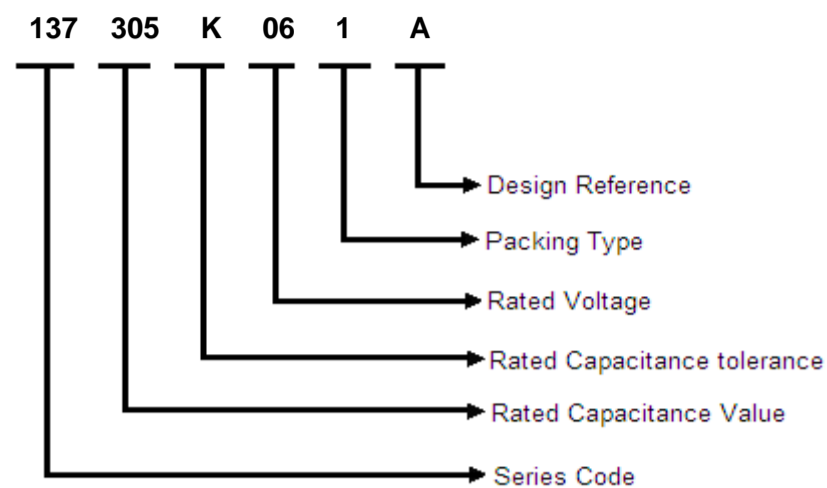 137 305 K 06 1 A
Design Reference
Packing Type
Rated Voltage
Rated Capacitance tolerance
Rated Capacitance Value
Series Code